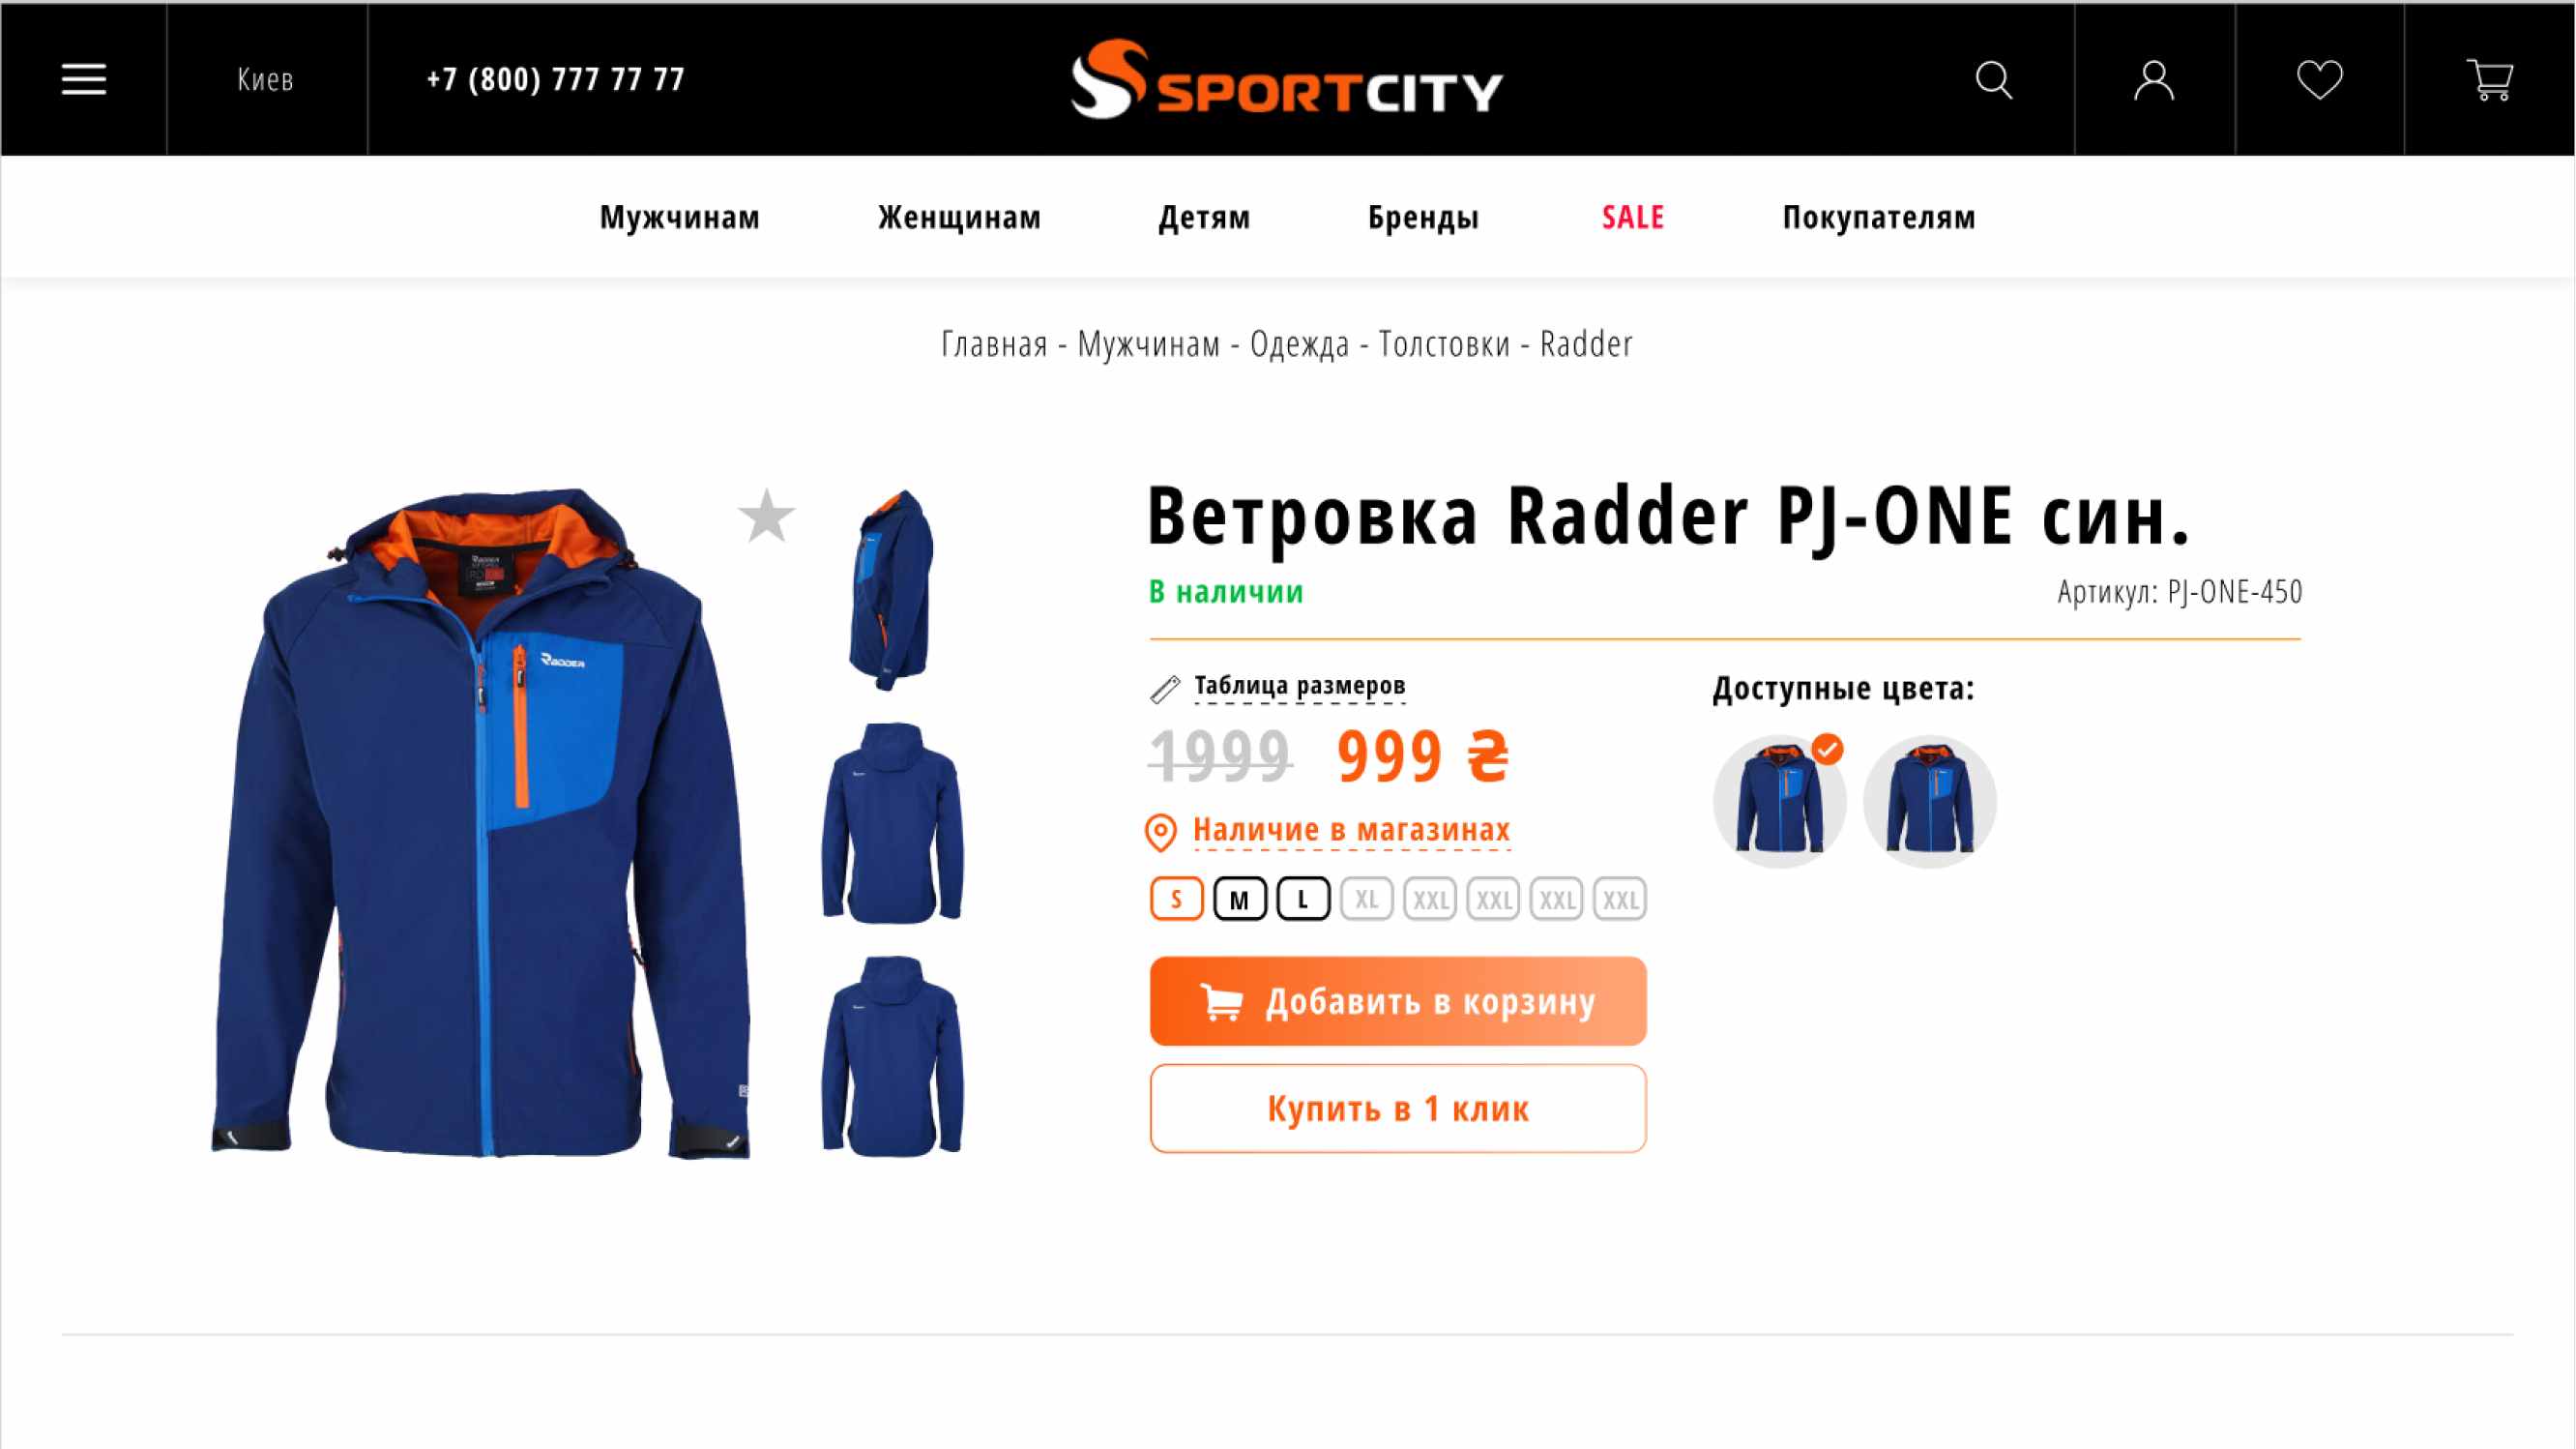 Киев
+7 (800) 777 77 77
SPORTCITY
Мужчинам
Женщинам
Детям
Бренды
SALE
Покупателям
Главная - Мужчинам - Одежда - Толстовки - Radder
RADDER
RADDER
Ветровка Radder PJ-ONE син.
В наличии
Артикул: PJ-ONE-450
Таблица размеров
Доступные цвета:
1999 999 ₴
Наличие в магазинах
S M L XL XXL XXL XXL XXL
Добавить в корзину
Купить в 1 клик